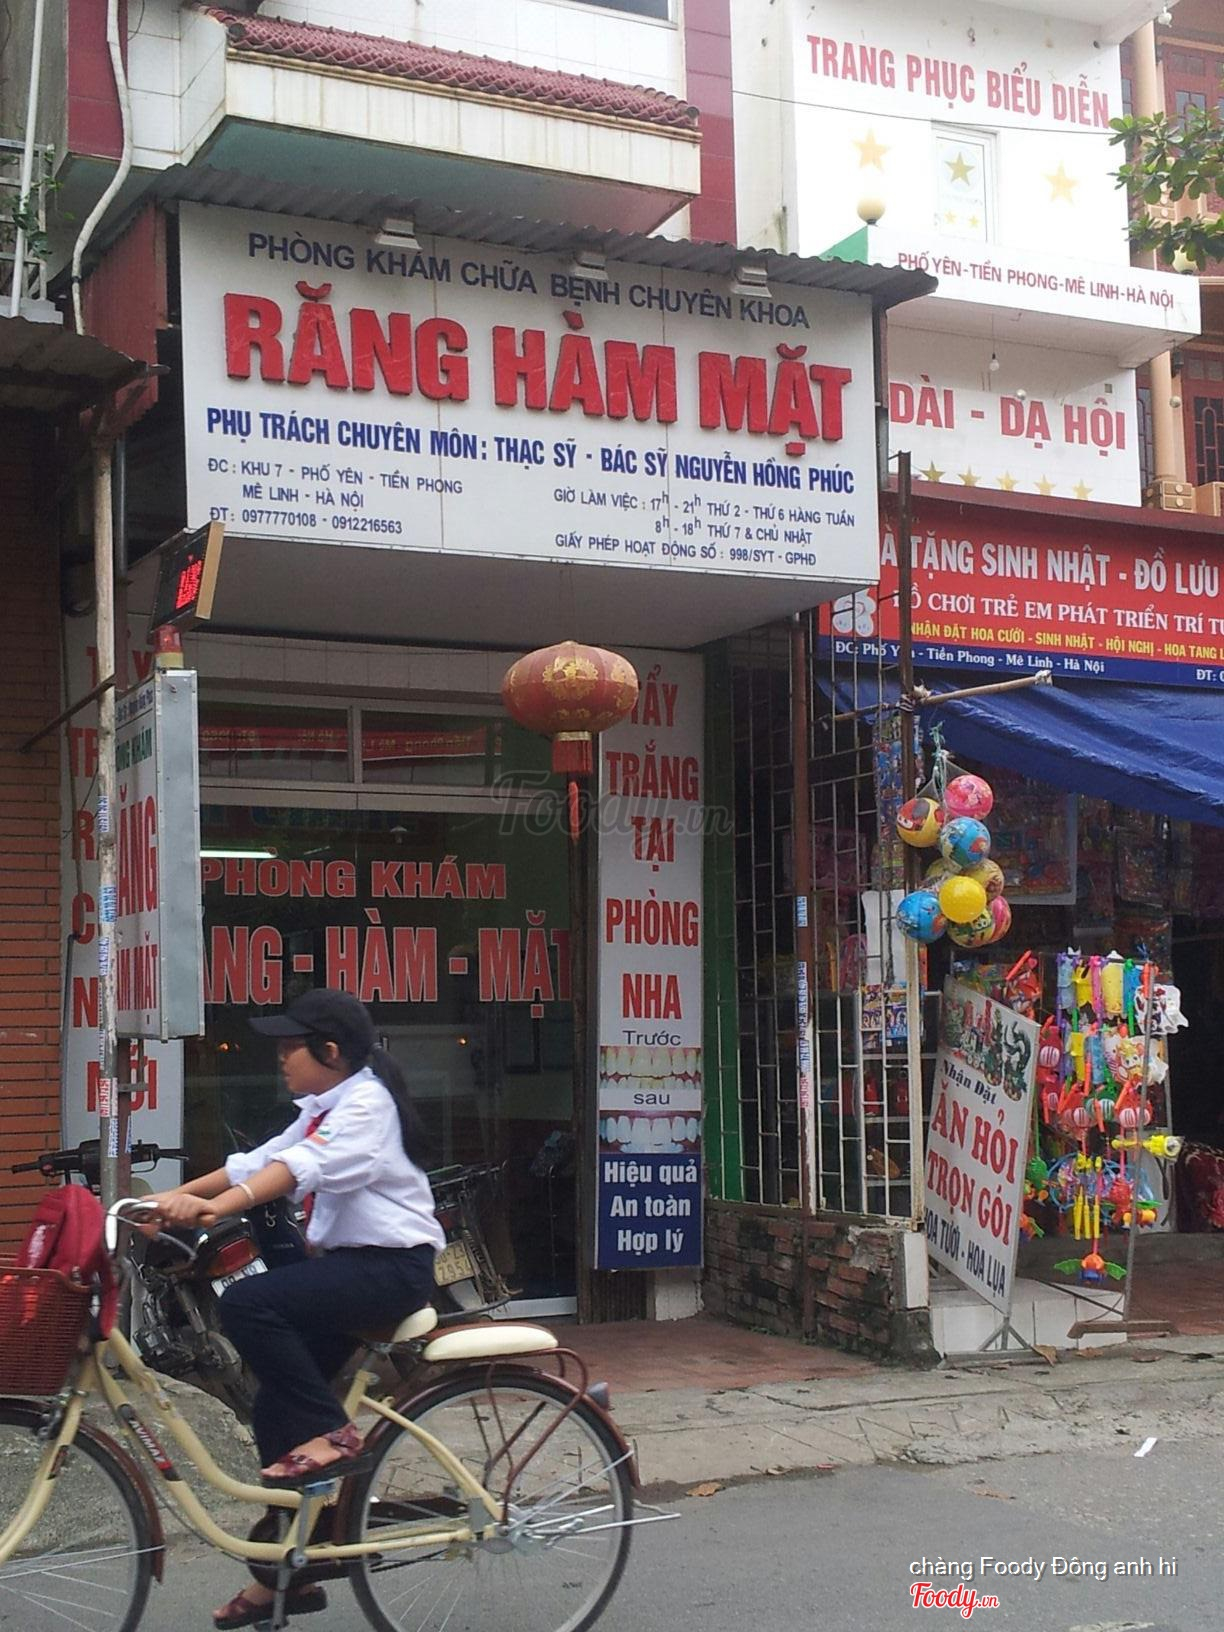 TRANG PHỤC BIỂU DIỄN
PHỐ YÊN-TIỀN PHONG-MÊ LINH-HÀ NỘI
DÀI - DẠ HỘI
PHÒNG KHÁM CHỮA BỆNH CHUYÊN KHOA
RĂNG HÀM MẶT
PHỤ TRÁCH CHUYÊN MÔN: THẠC SỸ - BÁC SỸ NGUYỄN HỒNG PHÚC
ĐC: KHU 7 - PHỐ YÊN - TIỀN PHONG
MÊ LINH - HÀ NỘI
ĐT: 0977770108 - 0912216563
GIỜ LÀM VIỆC: 17h - 21h THỨ 2 - THỨ 6 HÀNG TUẦN
8h - 18h THỨ 7 & CHỦ NHẬT
GIẤY PHÉP HOẠT ĐỘNG SỐ: 998/SYT - GPHĐ
TẶNG SINH NHẬT - ĐỒ LƯU
ĐỒ CHƠI TRẺ EM PHÁT TRIỂN TRÍ
NHẬN ĐẶT HOA CƯỚI - SINH NHẬT - HỘI NGHỊ - HOA TANG
ĐC: Phố Yên - Tiền Phong - Mê Linh - Hà Nội
ĐT:
PHÒNG KHÁM
ĂNG - HÀM - MẶT
KHÁM
ĂNG
MẶT
TẨY
TRẮNG
TẠI
PHÒNG
NHA
Trước
sau
Hiệu quả
An toàn
Hợp lý
Nhận Đặt
ĂN HỎI
TRỌN GÓI
HOA TƯƠI - HOA LỤA
Foody.vn
chàng Foody Đông anh hi
Foody.vn